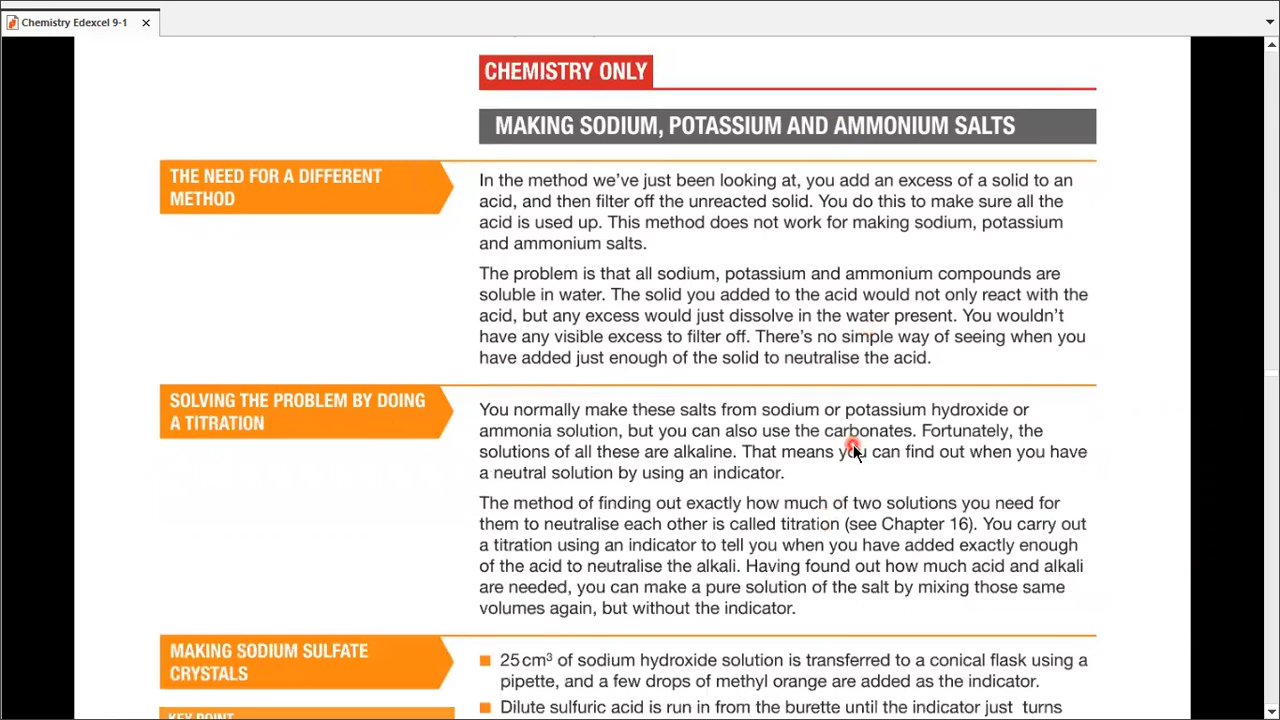 Chemistry Edexcel 9-1
CHEMISTRY ONLY
MAKING SODIUM, POTASSIUM AND AMMONIUM SALTS
THE NEED FOR A DIFFERENT
METHOD
In the method we've just been looking at, you add an excess of a solid to an
acid, and then filter off the unreacted solid. You do this to make sure all the
acid is used up. This method does not work for making sodium, potassium
and ammonium salts.
The problem is that all sodium, potassium and ammonium compounds are
soluble in water. The solid you added to the acid would not only react with the
acid, but any excess would just dissolve in the water present. You wouldn't
have any visible excess to filter off. There's no simple way of seeing when you
have added just enough of the solid to neutralise the acid.
SOLVING THE PROBLEM BY DOING
A TITRATION
You normally make these salts from sodium or potassium hydroxide or
ammonia solution, but you can also use the carbonates. Fortunately, the
solutions of all these are alkaline. That means you can find out when you have
a neutral solution by using an indicator.
The method of finding out exactly how much of two solutions you need for
them to neutralise each other is called titration (see Chapter 16). You carry out
a titration using an indicator to tell you when you have added exactly enough
of the acid to neutralise the alkali. Having found out how much acid and alkali
are needed, you can make a pure solution of the salt by mixing those same
volumes again, but without the indicator.
MAKING SODIUM SULFATE
CRYSTALS
■ 25 cm³ of sodium hydroxide solution is transferred to a conical flask using a
pipette, and a few drops of methyl orange are added as the indicator.
KEY POINT
■ Dilute sulfuric acid is run in from the burette until the indicator just turns